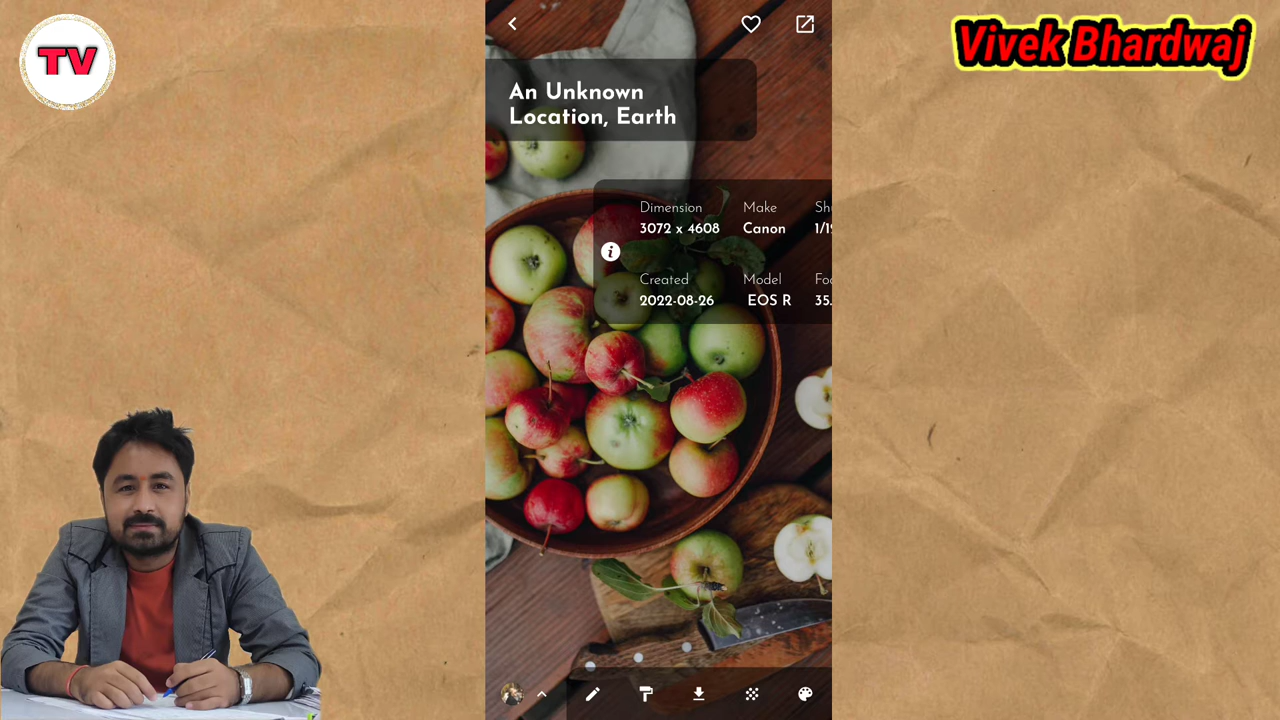 TV
Vivek Bhardwaj
An Unknown
Location, Earth
Dimension Make
3072 x 4608 Canon
Created Model
2022-08-26 EOS R